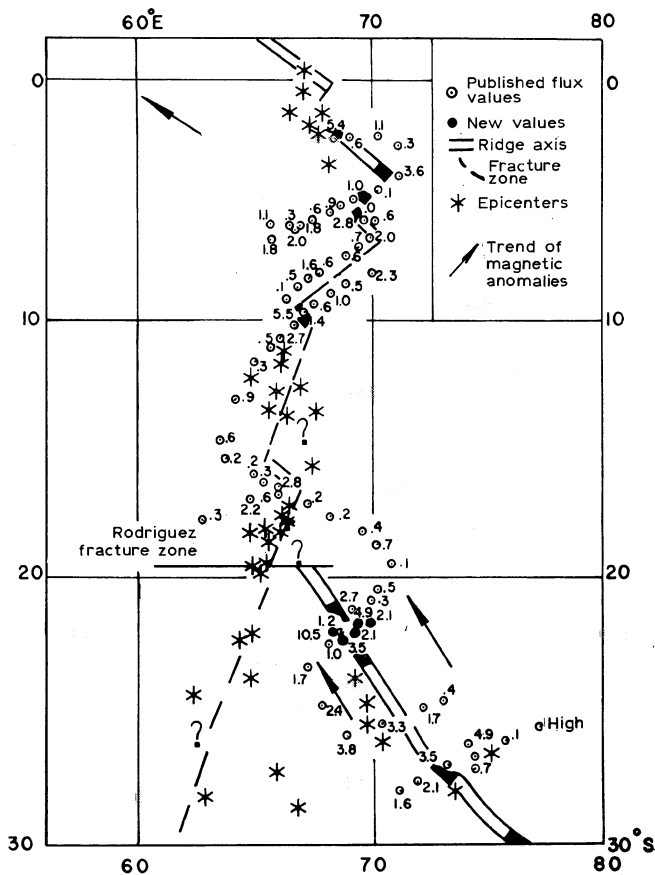 60°E 70 80
0 0
Published flux
values
New values
Ridge axis
Fracture
zone
Epicenters
Trend of
magnetic
anomalies
5.4 .6 1.1 .3
3.6
1.0 .1
.9 .0
1.1 .3 .6 2.8 .6
1.8 2.0 1.8 .7 2.0
1.6 .6 .6
.5 2.3
.1 .5
1.0
5.5 .6
10 1.4 10
.5 2.7
.3
.9
?
.6
.2 .2
.3 2.8
2.2 .6 .2
.3 .2
Rodriguez
fracture zone
.4
.7
? .1
20 20
2.7 .5
.3
1.2 4.9 2.1
10.5 2.1
1.0 3.5
1.7
.4
2.4 1.7
? 3.3 High
3.8 4.9 .1
3.5 .7
2.1
1.6
30 30°S.
60 70 80